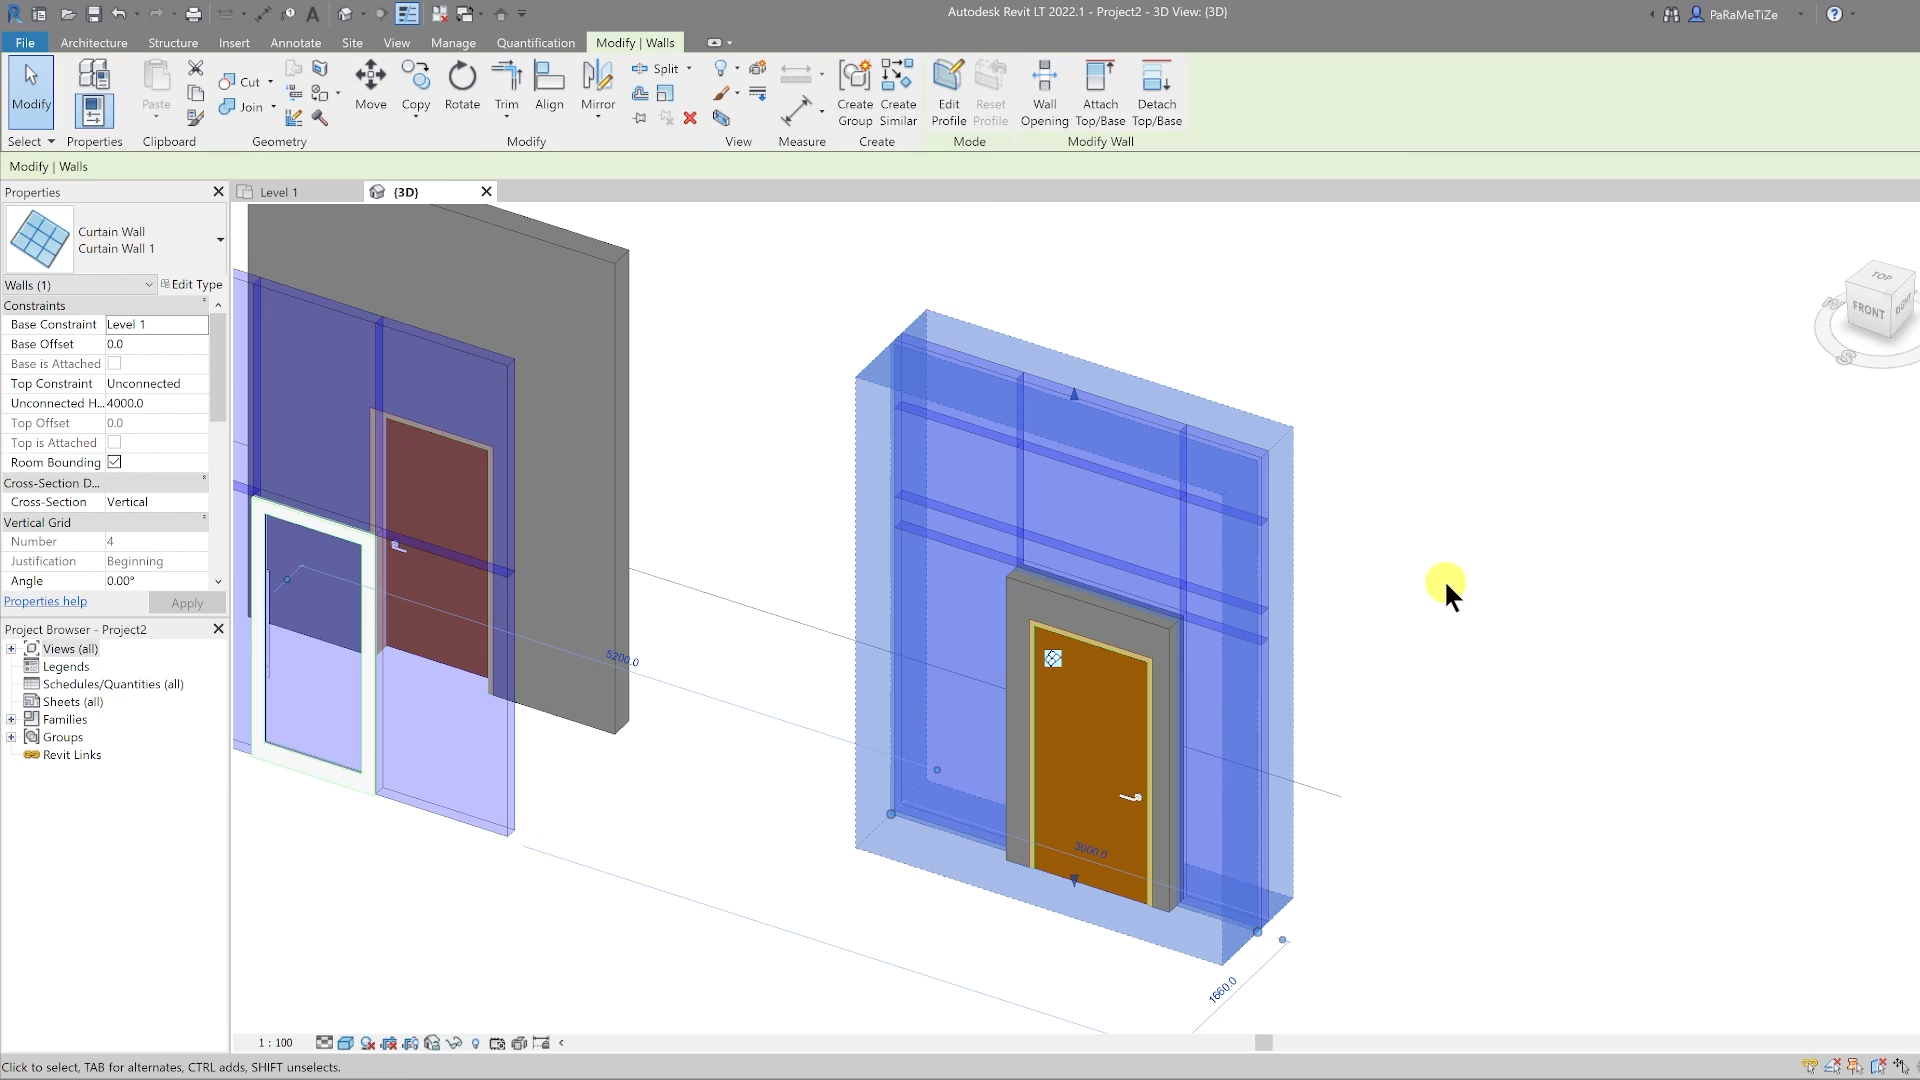 Autodesk Revit LT 2022.1 - Project2 - 3D View: {3D}
PaRaMeTiZe
File Architecture Structure Insert Annotate Site View Manage Quantification Modify | Walls
Modify
Paste
Cut
Join
Move
Copy
Rotate
Trim
Align
Mirror
Split
Create Group
Create Similar
Edit Profile
Reset Profile
Wall Opening
Attach Top/Base
Detach Top/Base
Select
Properties
Clipboard
Geometry
Modify
View
Measure
Create
Mode
Modify Wall
Modify | Walls
Properties
Level 1
{3D}
Curtain Wall
Curtain Wall 1
Walls (1)
Edit Type
Constraints
Base Constraint Level 1
Base Offset 0.0
Base is Attached
Top Constraint Unconnected
Unconnected H... 4000.0
Top Offset 0.0
Top is Attached
Room Bounding
Cross-Section D...
Cross-Section Vertical
Vertical Grid
Number 4
Justification Beginning
Angle 0.00°
Properties help
Apply
Project Browser - Project2
Views (all)
Legends
Schedules/Quantities (all)
Sheets (all)
Families
Groups
Revit Links
5200.0
3000.0
1660.0
TOP
FRONT
RIGHT
W
S
1 : 100
Click to select, TAB for alternates, CTRL adds, SHIFT unselects.